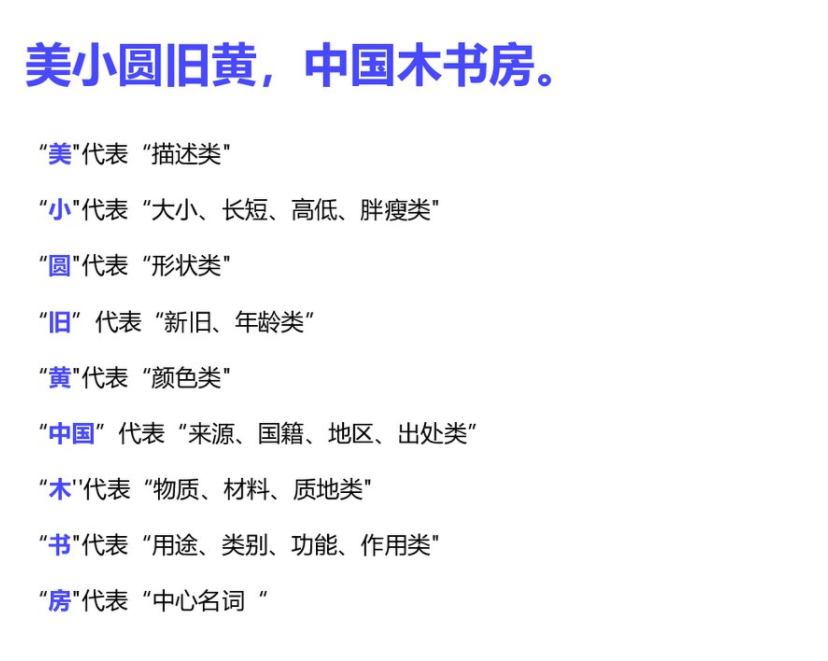 美小圆旧黄，中国木书房。
“美"代表“描述类"
“小"代表“大小、长短、高低、胖瘦类"
“圆"代表“形状类"
“旧”代表“新旧、年龄类”
“黄"代表“颜色类"
“中国”代表“来源、国籍、地区、出处类”
“木''代表“物质、材料、质地类"
“书"代表“用途、类别、功能、作用类"
“房"代表“中心名词“